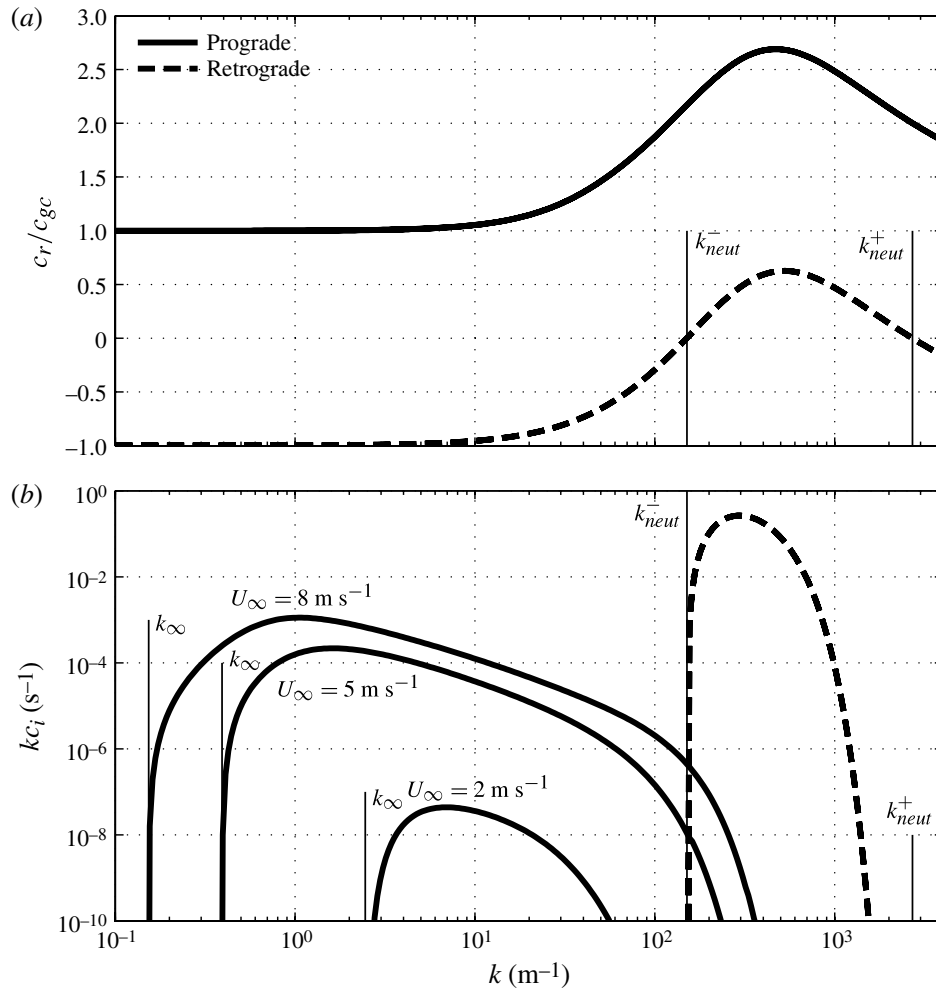 (a)
3.0
2.5
2.0
1.5
1.0
0.5
0
−0.5
−1.0
c_r/c_gc
Prograde
Retrograde
k⁻_neut
k⁺_neut
(b)
10⁰
10⁻²
10⁻⁴
10⁻⁶
10⁻⁸
10⁻¹⁰
kc_i (s⁻¹)
k⁻_neut
U_∞ = 8 m s⁻¹
k_∞
k_∞
U_∞ = 5 m s⁻¹
k_∞ U_∞ = 2 m s⁻¹
k⁺_neut
10⁻¹ 10⁰ 10¹ 10² 10³
k (m⁻¹)